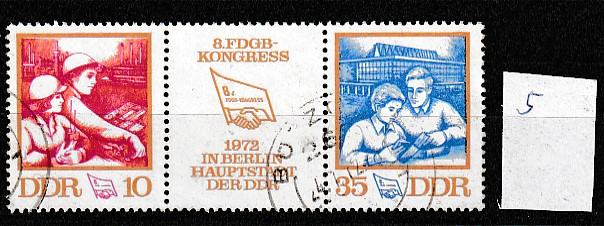 8.FDGB-
KONGRESS
8.
FDGB-KONGRESS
1972
IN BERLIN
HAUPTSTADT
DER DDR
DDR 10
DDR 35
5